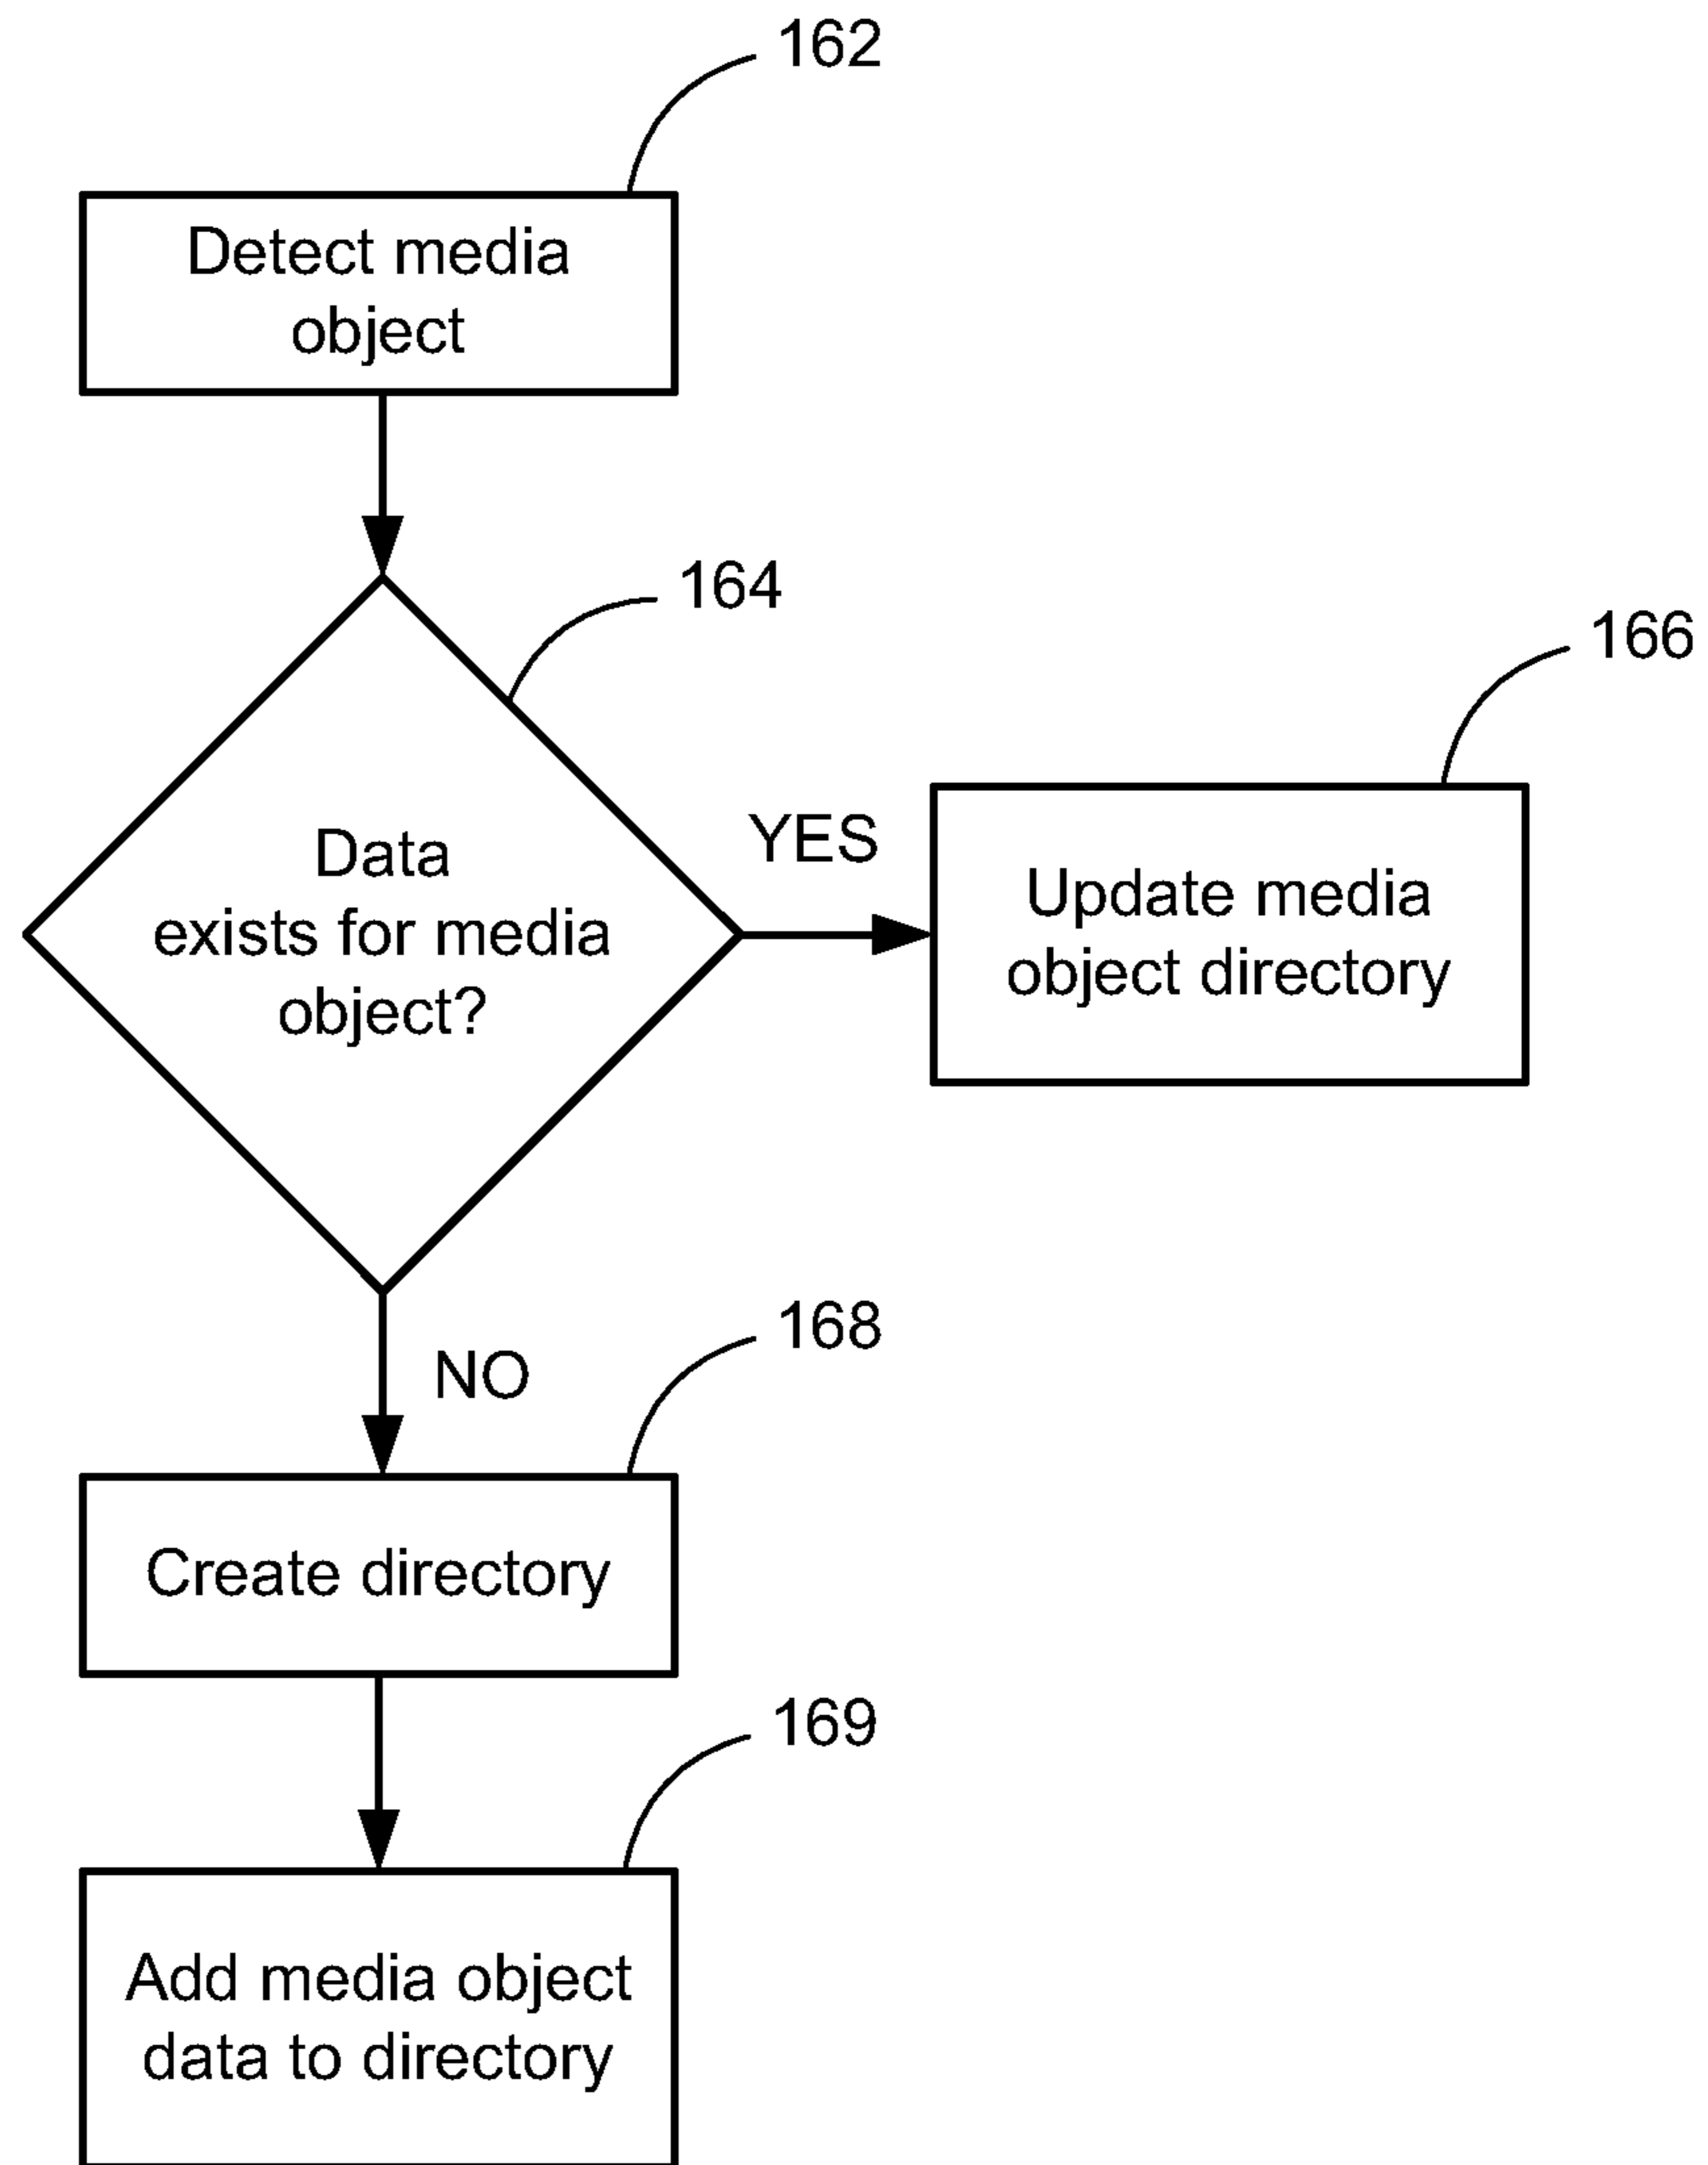 162
Detect media
object
164
Data
exists for media
object?
YES
166
Update media
object directory
NO
168
Create directory
169
Add media object
data to directory